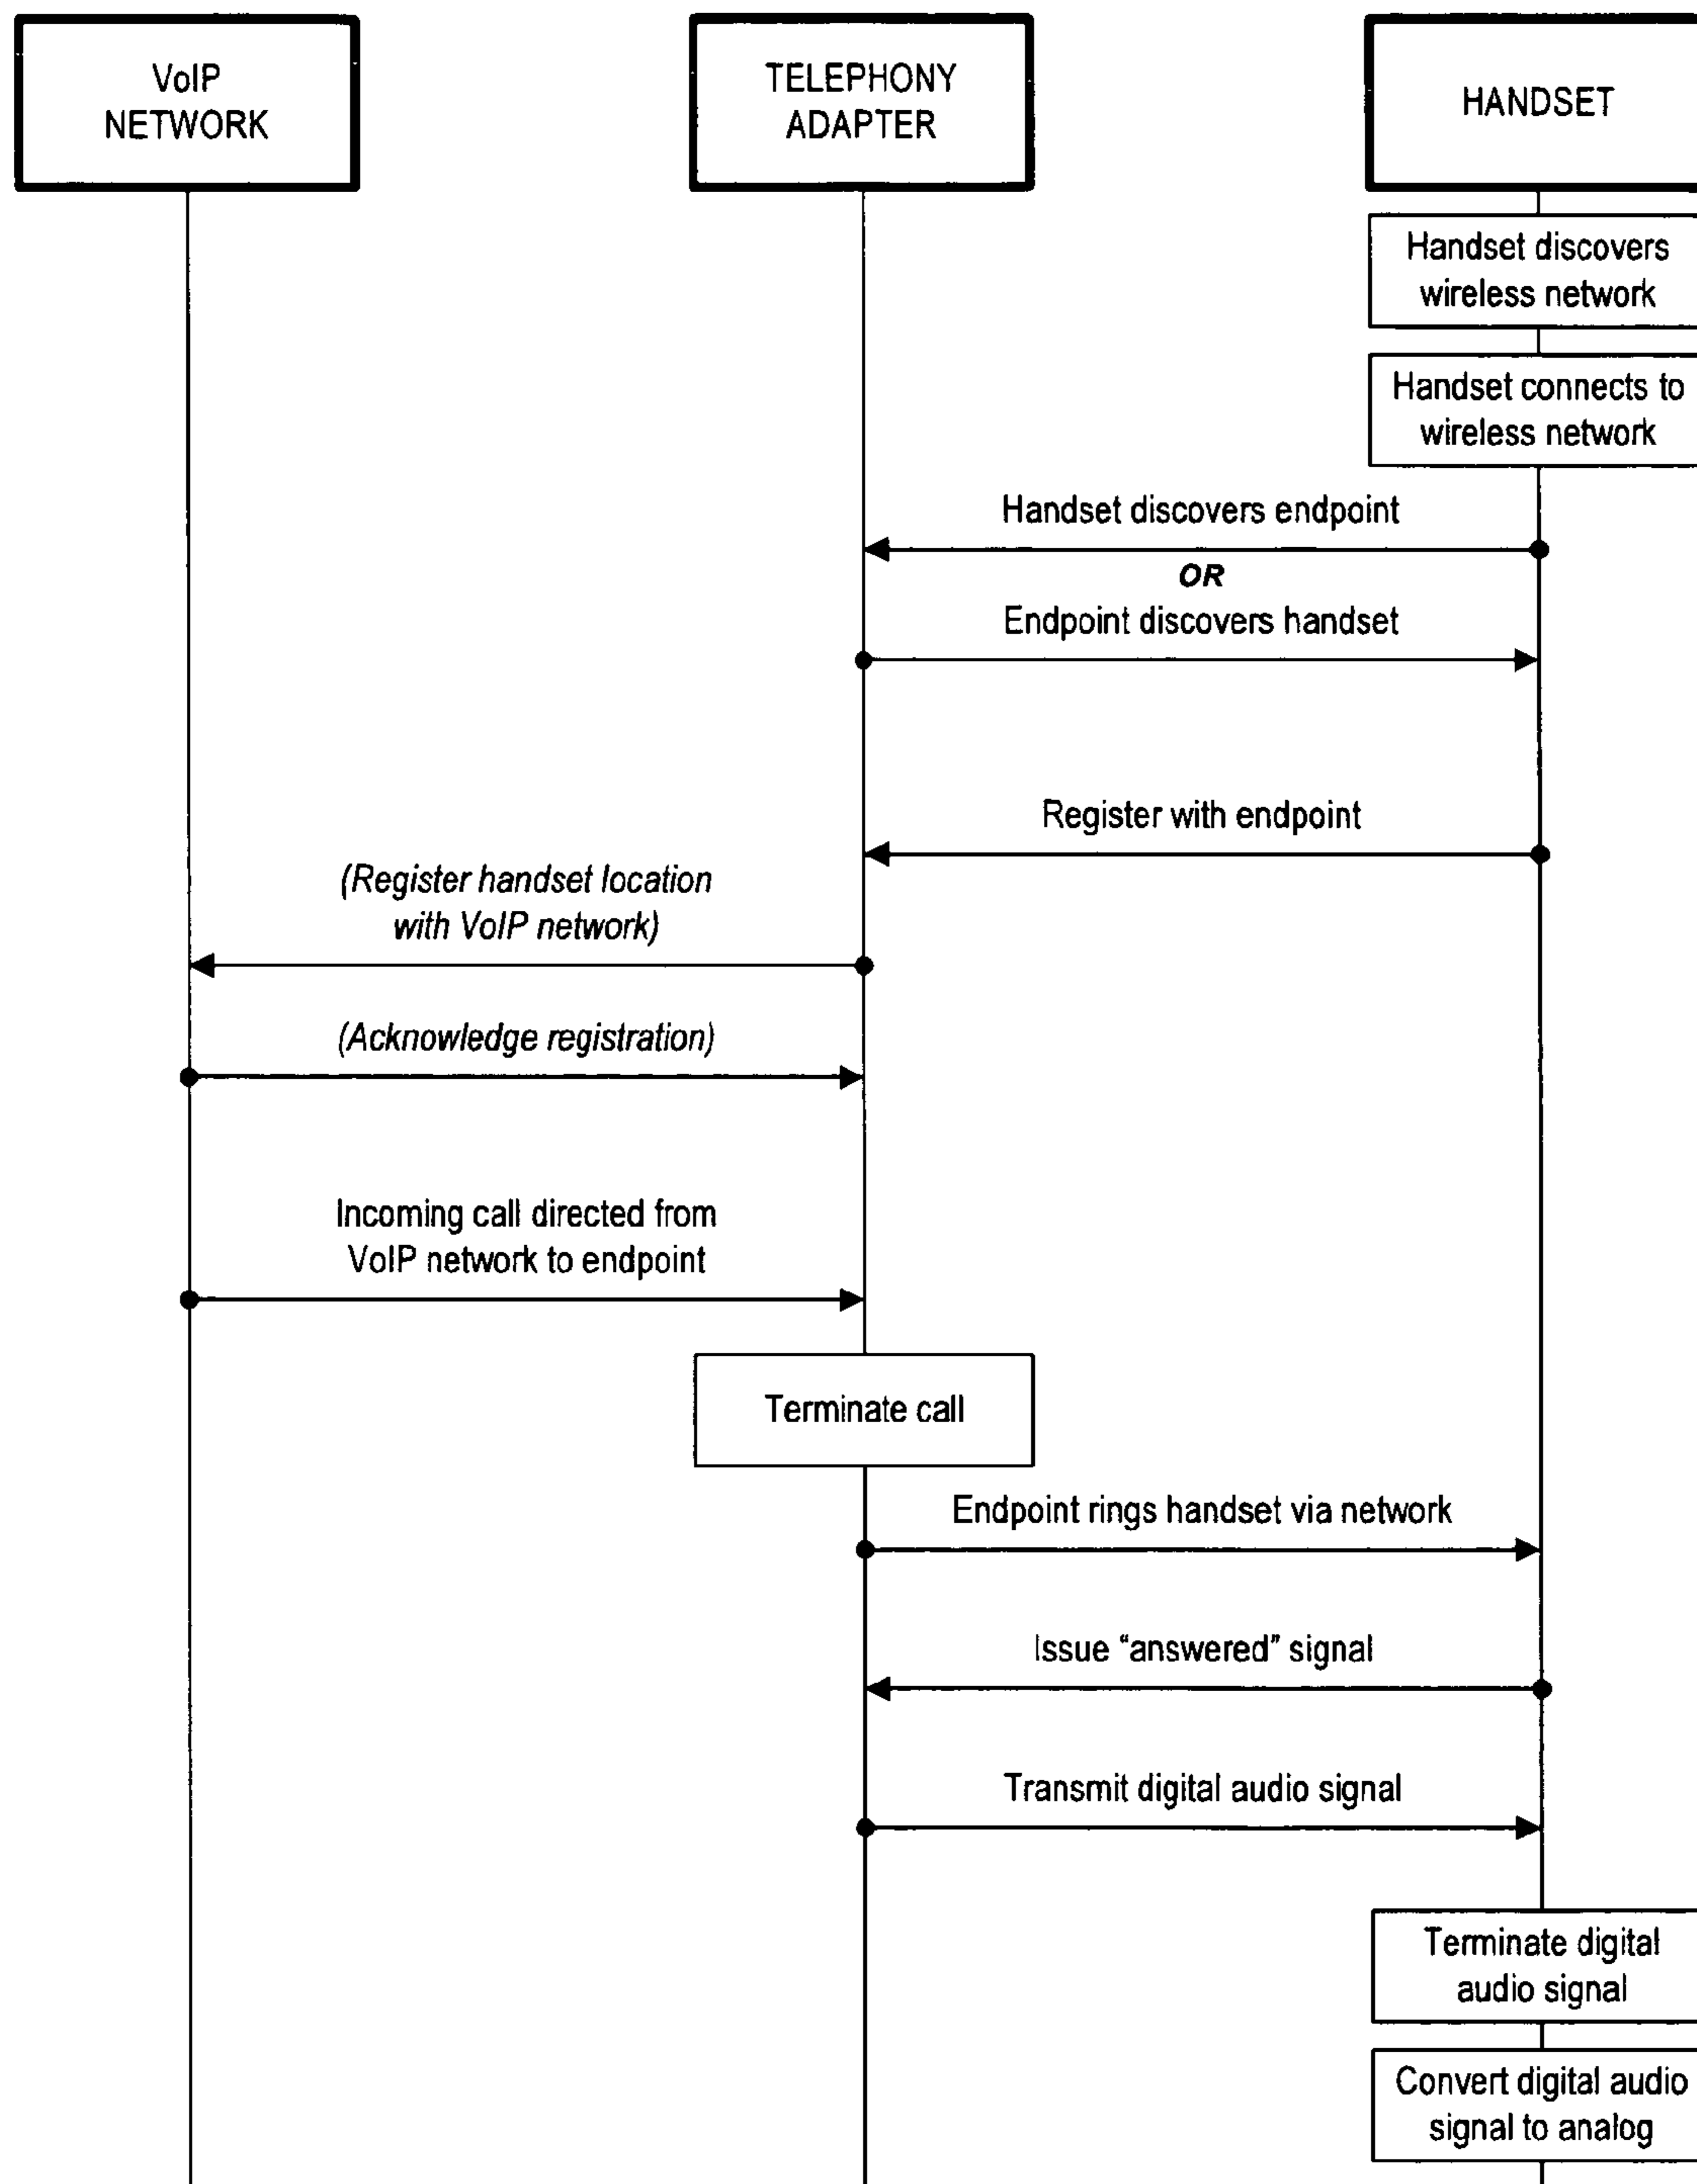 VoIP
NETWORK
TELEPHONY
ADAPTER
HANDSET
Handset discovers
wireless network
Handset connects to
wireless network
Handset discovers endpoint
OR
Endpoint discovers handset
Register with endpoint
(Register handset location
with VoIP network)
(Acknowledge registration)
Incoming call directed from
VoIP network to endpoint
Terminate call
Endpoint rings handset via network
Issue “answered” signal
Transmit digital audio signal
Terminate digital
audio signal
Convert digital audio
signal to analog